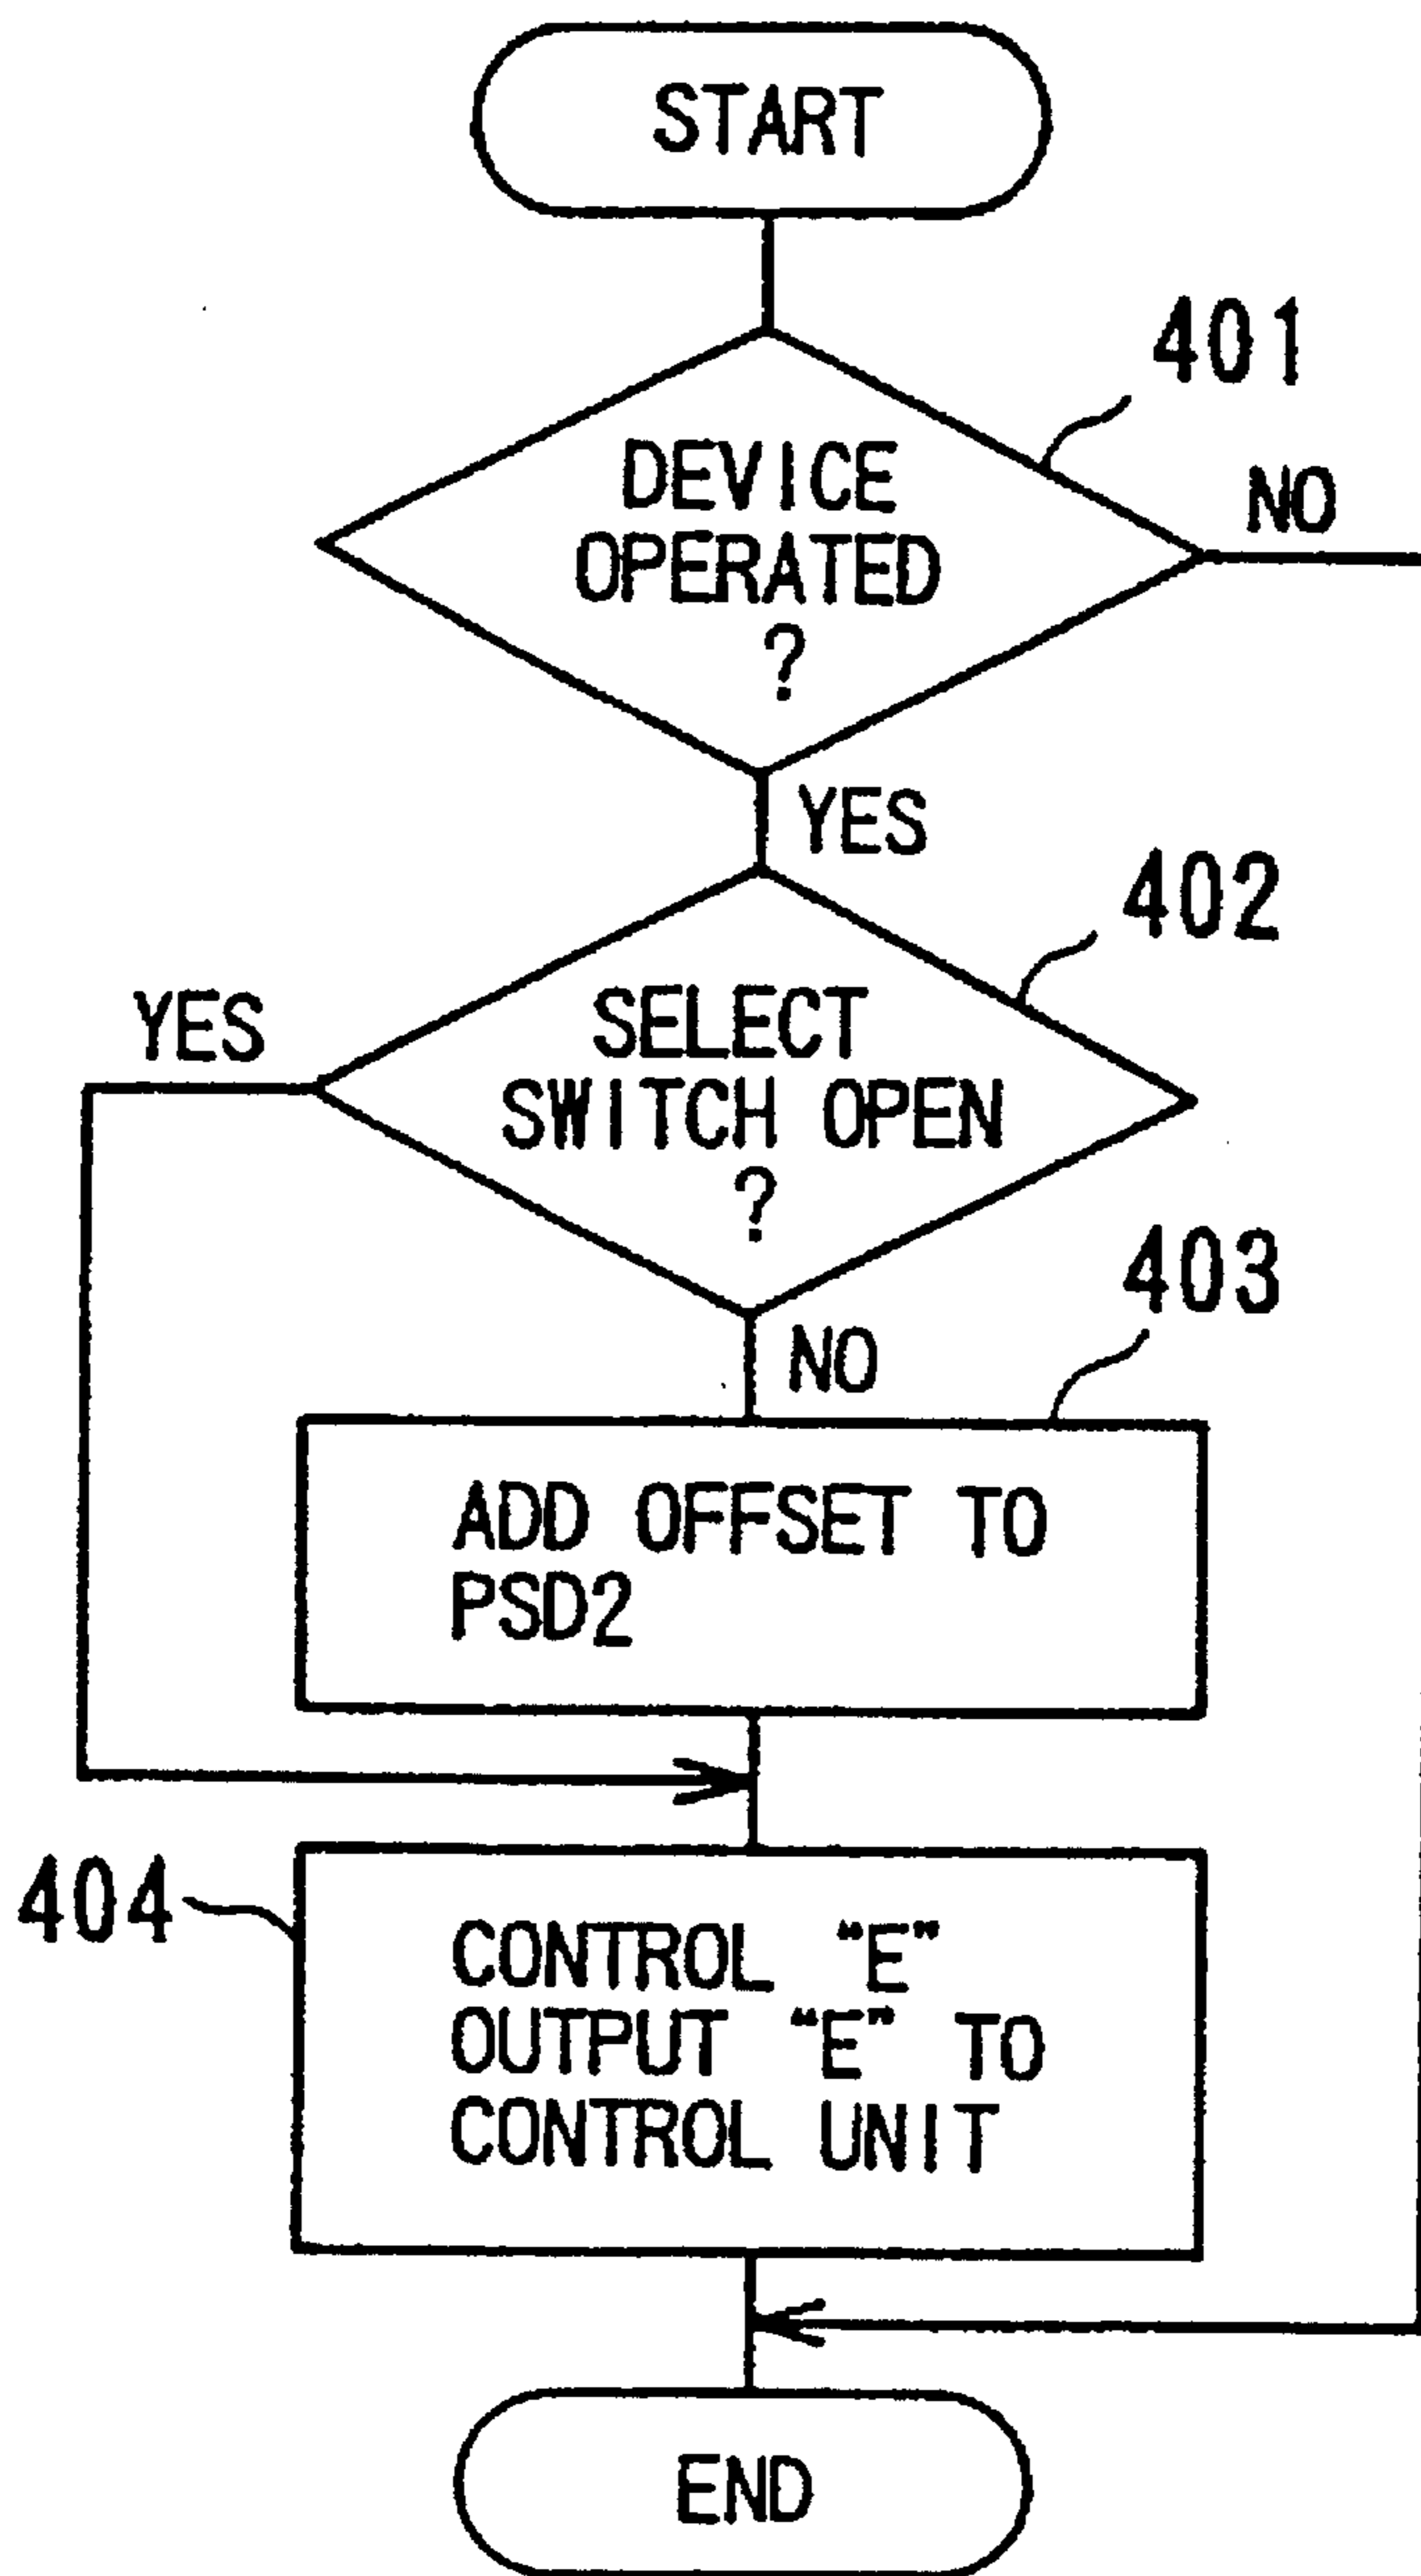 START
401
DEVICE
OPERATED
?
NO
YES
402
YES
SELECT
SWITCH OPEN
?
NO
403
ADD OFFSET TO
PSD2
404
CONTROL “E”
OUTPUT “E” TO
CONTROL UNIT
END